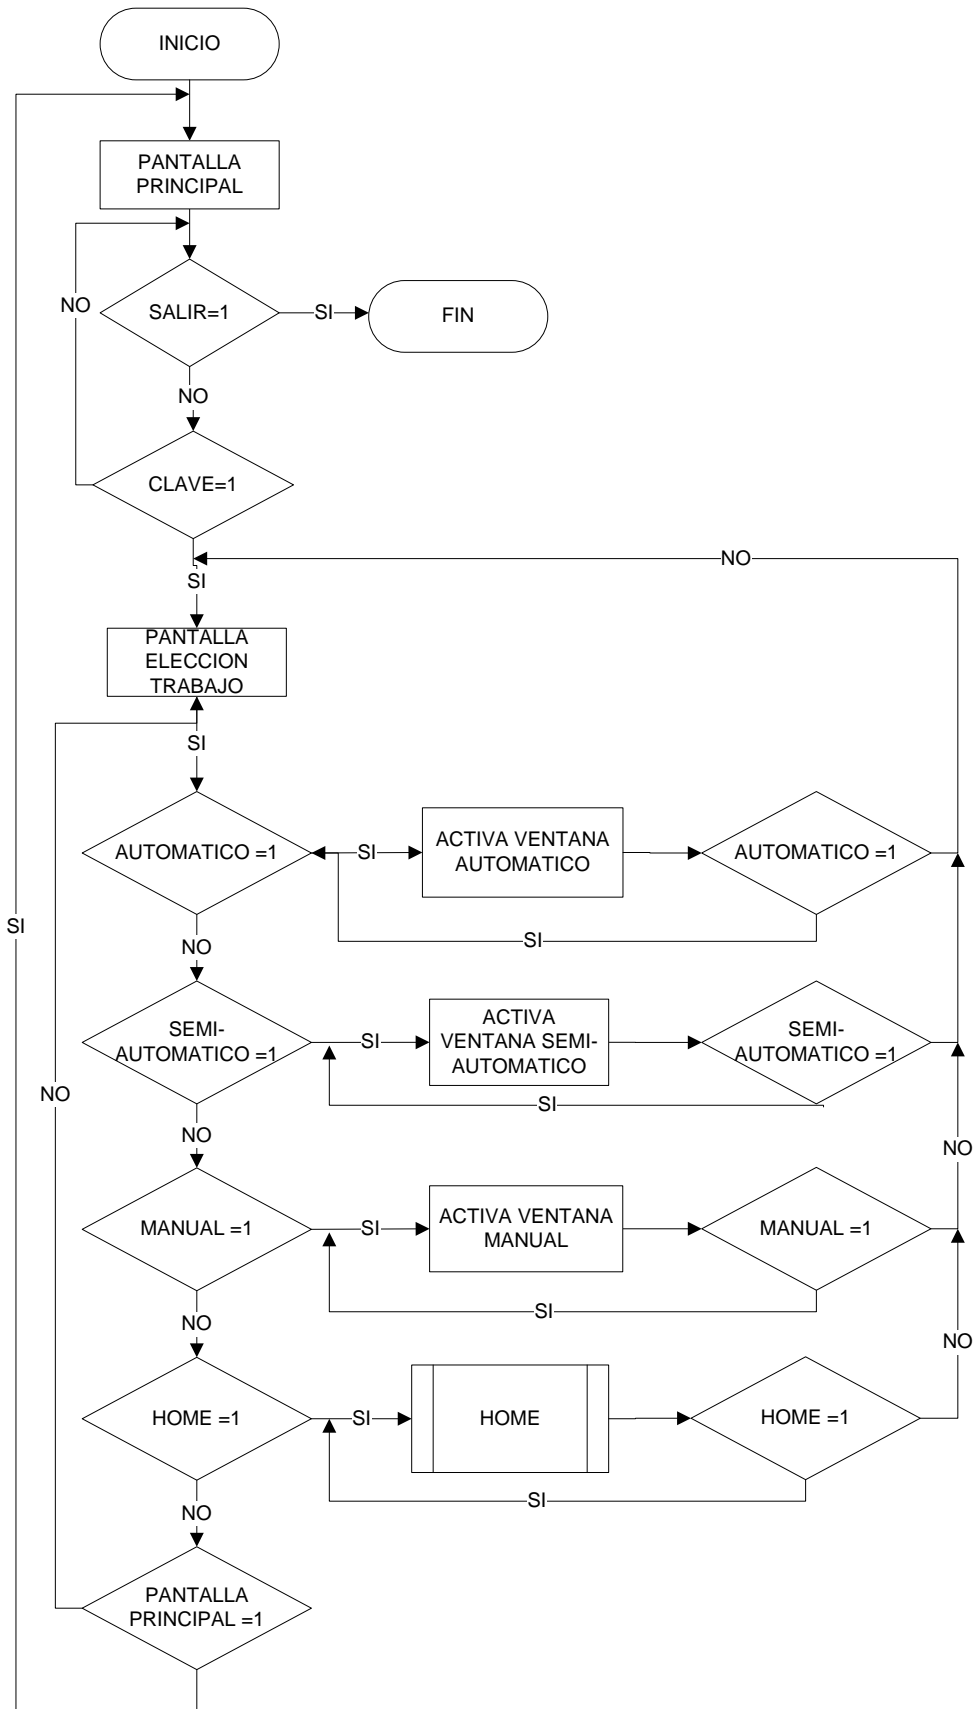 INICIO
PANTALLA
PRINCIPAL
SALIR=1
SI
FIN
NO
NO
CLAVE=1
NO
SI
PANTALLA
ELECCION
TRABAJO
SI
AUTOMATICO =1
SI
ACTIVA VENTANA
AUTOMATICO
AUTOMATICO =1
SI
SI
NO
SEMI-
AUTOMATICO =1
SI
ACTIVA
VENTANA SEMI-
AUTOMATICO
SEMI-
AUTOMATICO =1
NO
SI
NO
NO
MANUAL =1
SI
ACTIVA VENTANA
MANUAL
MANUAL =1
SI
NO
NO
HOME =1
SI
HOME
HOME =1
SI
NO
PANTALLA
PRINCIPAL =1